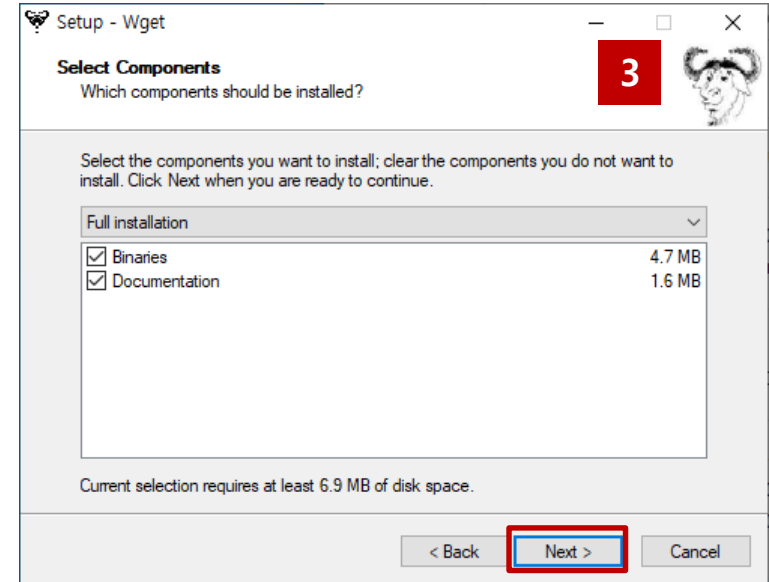 Setup - Wget
Select Components
3
Which components should be installed?
Select the components you want to install; clear the components you do not want to
install. Click Next when you are ready to continue.
Full installation
Binaries 4.7 MB
Documentation 1.6 MB
Current selection requires at least 6.9 MB of disk space.
< Back Next > Cancel